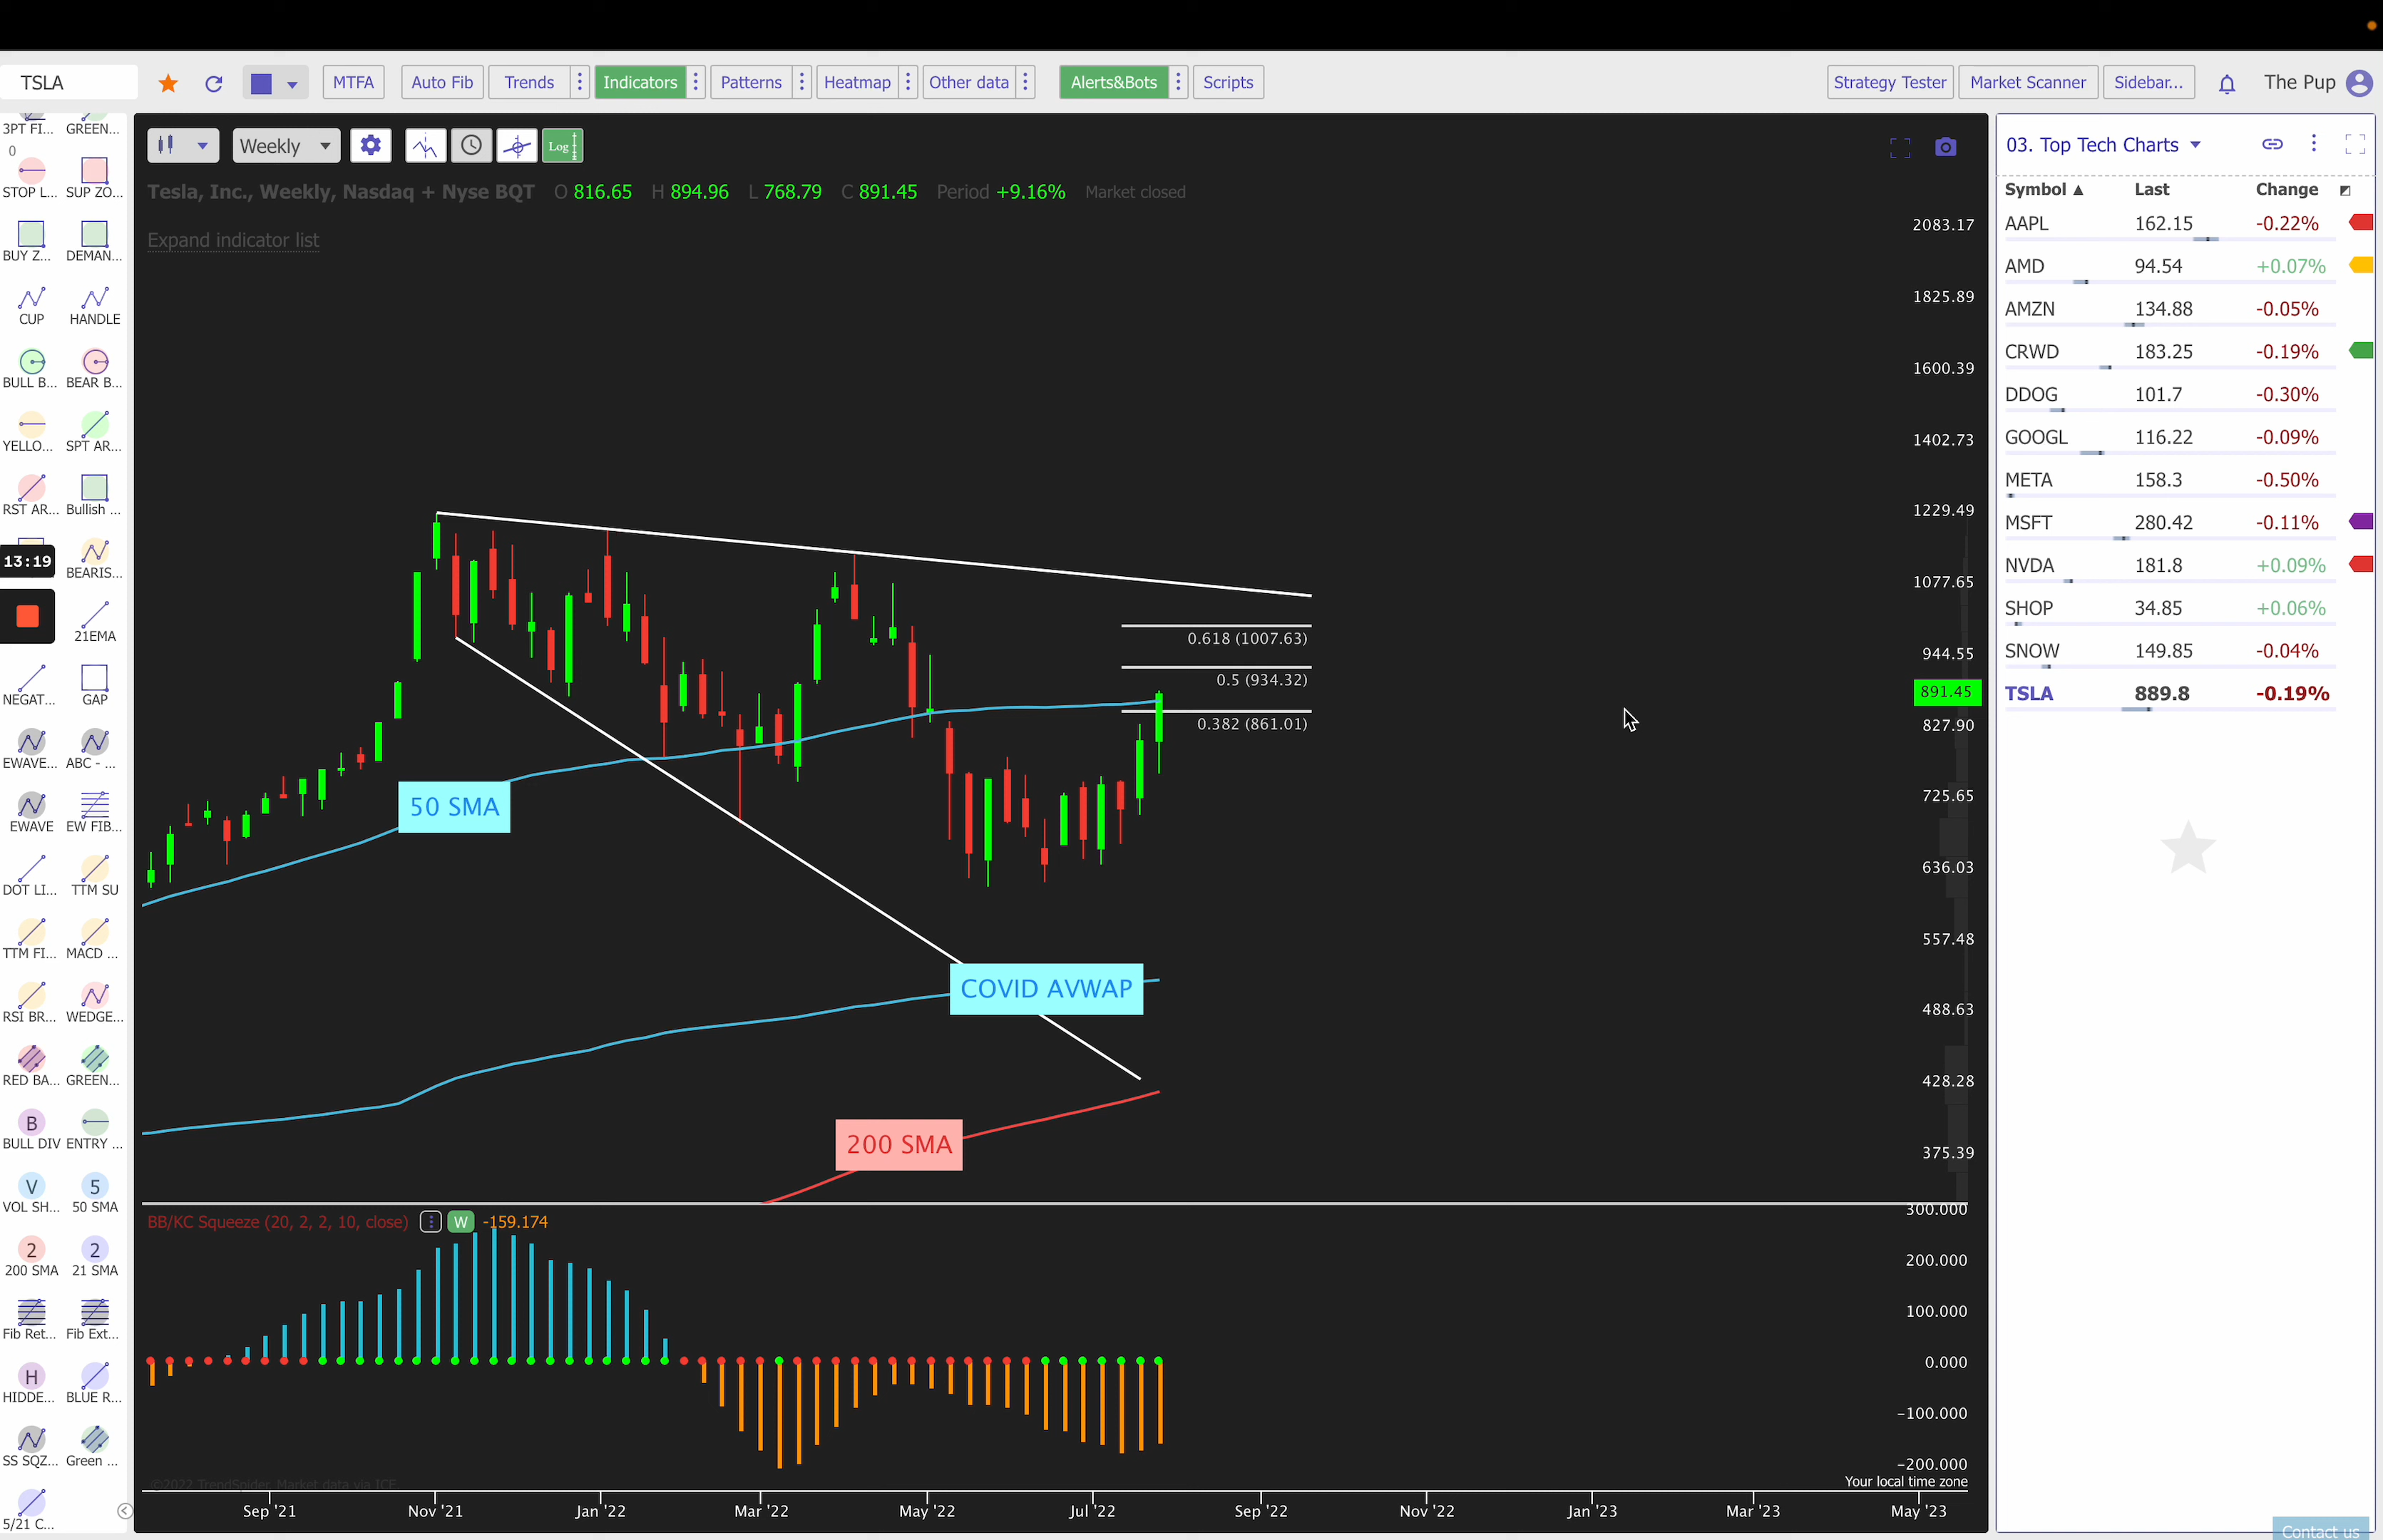 TSLA
MTFA
Auto Fib
Trends
Indicators
Patterns
Heatmap
Other data
Alerts&Bots
Scripts
Strategy Tester
Market Scanner
Sidebar...
The Pup
3PT FI... GREEN...
0
STOP L... SUP ZO...
BUY Z... DEMAN...
CUP HANDLE
BULL B... BEAR B...
YELLO... SPT AR...
RST AR... Bullish ...
13:19
BEARIS...
21EMA
NEGAT... GAP
EWAVE... ABC - ...
EWAVE EW FIB...
DOT LI... TTM SU
TTM FI... MACD ...
RSI BR... WEDGE...
RED BA... GREEN...
B
BULL DIV ENTRY ...
V 5
VOL SH... 50 SMA
2 2
200 SMA 21 SMA
Fib Ret... Fib Ext...
H
HIDDE... BLUE R...
SS SQZ... Green ...
5/21 C...
Weekly
Log
Tesla, Inc., Weekly, Nasdaq + Nyse BQT O 816.65 H 894.96 L 768.79 C 891.45 Period +9.16% Market closed
Expand indicator list
2083.17
1825.89
1600.39
1402.73
1229.49
1077.65
944.55
891.45
827.90
725.65
636.03
557.48
488.63
428.28
375.39
0.618 (1007.63)
0.5 (934.32)
0.382 (861.01)
50 SMA
COVID AVWAP
200 SMA
BB/KC Squeeze (20, 2, 2, 10, close) W -159.174
300.000
200.000
100.000
0.000
-100.000
-200.000
©2022 TrendSpider. Market data via ICE.
Your local time zone
Sep '21 Nov '21 Jan '22 Mar '22 May '22 Jul '22 Sep '22 Nov '22 Jan '23 Mar '23 May '23
03. Top Tech Charts
Symbol ▲ Last Change
AAPL 162.15 -0.22%
AMD 94.54 +0.07%
AMZN 134.88 -0.05%
CRWD 183.25 -0.19%
DDOG 101.7 -0.30%
GOOGL 116.22 -0.09%
META 158.3 -0.50%
MSFT 280.42 -0.11%
NVDA 181.8 +0.09%
SHOP 34.85 +0.06%
SNOW 149.85 -0.04%
TSLA 889.8 -0.19%
Contact us